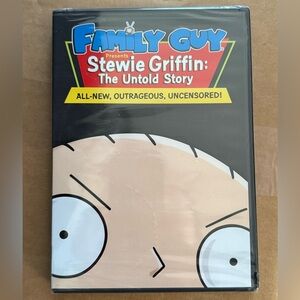 FAMILY GUY
Presents
Stewie Griffin:
The Untold Story
ALL-NEW, OUTRAGEOUS, UNCENSORED!